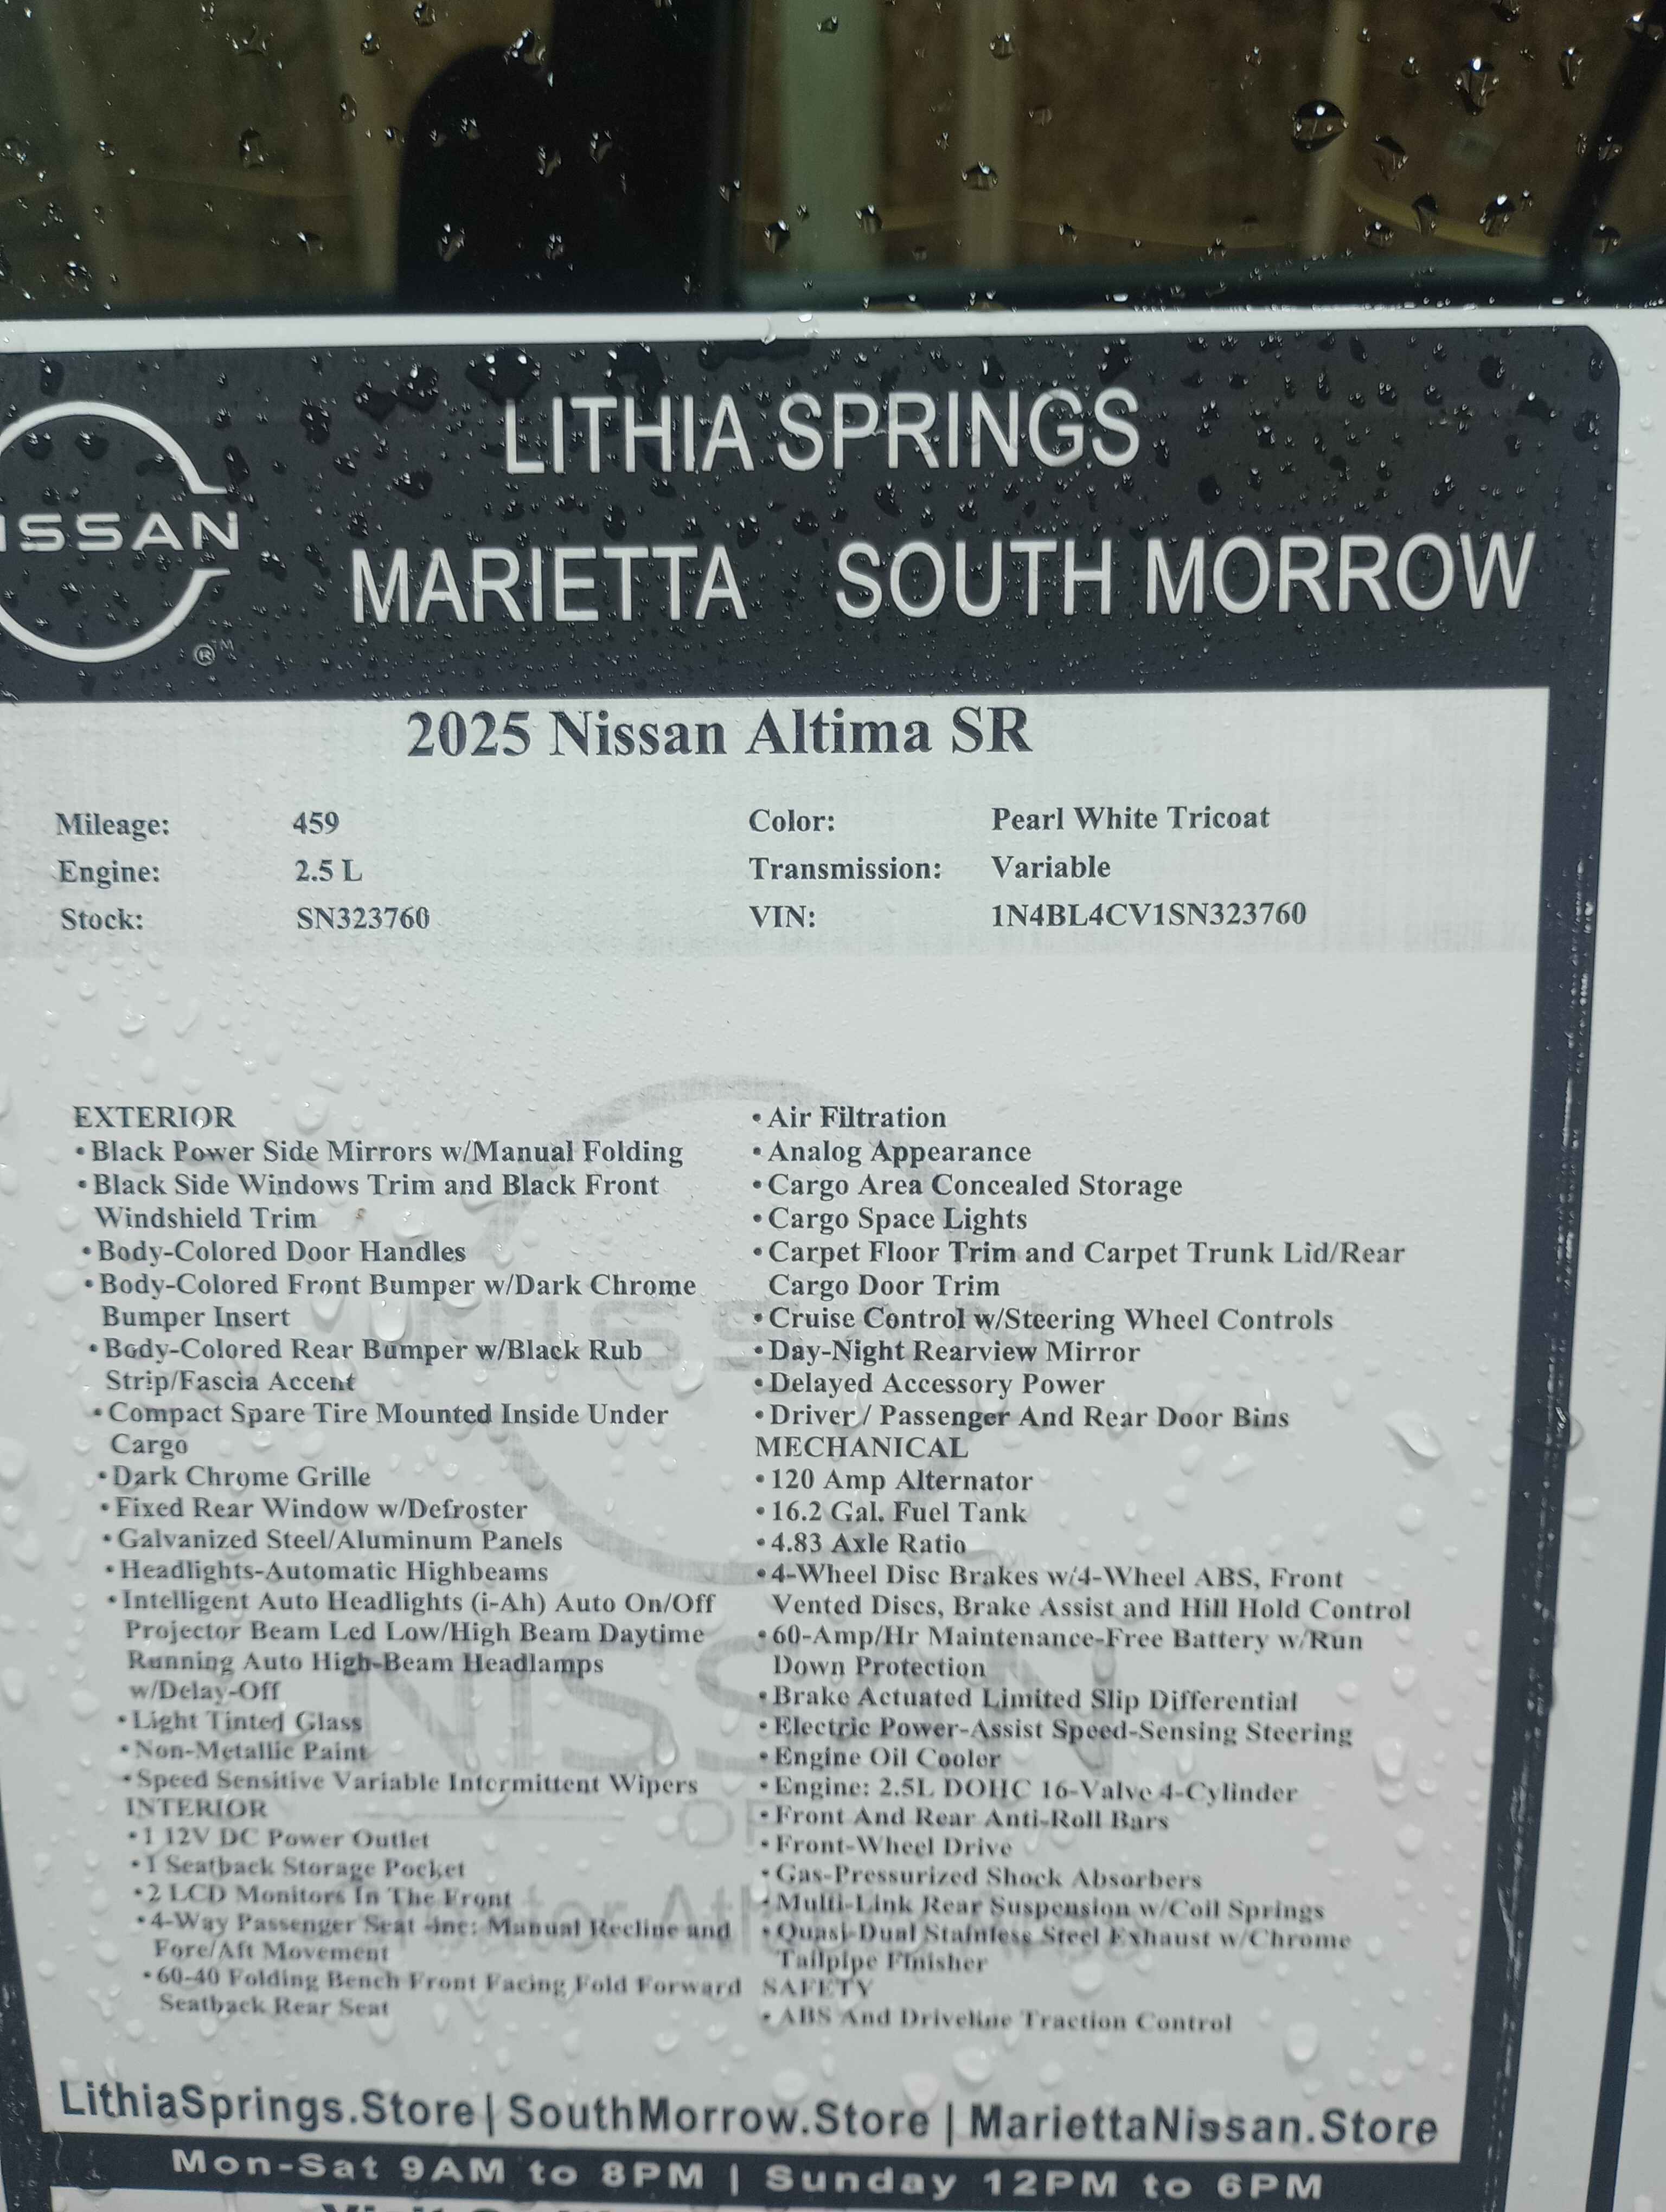 LITHIA SPRINGS
ISSAN
MARIETTA SOUTH MORROW
®™
2025 Nissan Altima SR
Mileage: 459 Color: Pearl White Tricoat
Engine: 2.5 L Transmission: Variable
Stock: SN323760 VIN: 1N4BL4CV1SN323760
EXTERIOR
• Black Power Side Mirrors w/Manual Folding
• Black Side Windows Trim and Black Front
Windshield Trim
• Body-Colored Door Handles
• Body-Colored Front Bumper w/Dark Chrome
Bumper Insert
• Body-Colored Rear Bumper w/Black Rub
Strip/Fascia Accent
• Compact Spare Tire Mounted Inside Under
Cargo
• Dark Chrome Grille
• Fixed Rear Window w/Defroster
• Galvanized Steel/Aluminum Panels
• Headlights-Automatic Highbeams
• Intelligent Auto Headlights (i-Ah) Auto On/Off
Projector Beam Led Low/High Beam Daytime
Running Auto High-Beam Headlamps
w/Delay-Off
• Light Tinted Glass
• Non-Metallic Paint
• Speed Sensitive Variable Intermittent Wipers
INTERIOR
• 1 12V DC Power Outlet
• 1 Seatback Storage Pocket
• 2 LCD Monitors In The Front
• 4-Way Passenger Seat -inc: Manual Recline and
Fore/Aft Movement
• 60-40 Folding Bench Front Facing Fold Forward
Seatback Rear Seat
• Air Filtration
• Analog Appearance
• Cargo Area Concealed Storage
• Cargo Space Lights
• Carpet Floor Trim and Carpet Trunk Lid/Rear
Cargo Door Trim
• Cruise Control w/Steering Wheel Controls
• Day-Night Rearview Mirror
• Delayed Accessory Power
• Driver / Passenger And Rear Door Bins
MECHANICAL
• 120 Amp Alternator
• 16.2 Gal. Fuel Tank
• 4.83 Axle Ratio
• 4-Wheel Disc Brakes w/4-Wheel ABS, Front
Vented Discs, Brake Assist and Hill Hold Control
• 60-Amp/Hr Maintenance-Free Battery w/Run
Down Protection
• Brake Actuated Limited Slip Differential
• Electric Power-Assist Speed-Sensing Steering
• Engine Oil Cooler
• Engine: 2.5L DOHC 16-Valve 4-Cylinder
• Front And Rear Anti-Roll Bars
• Front-Wheel Drive
• Gas-Pressurized Shock Absorbers
• Multi-Link Rear Suspension w/Coil Springs
• Quasi-Dual Stainless Steel Exhaust w/Chrome
Tailpipe Finisher
SAFETY
• ABS And Driveline Traction Control
NISSAN
NISSAN
OF
LithiaSprings.Store | SouthMorrow.Store | MariettaNissan.Store
Mon-Sat 9AM to 8PM | Sunday 12PM to 6PM